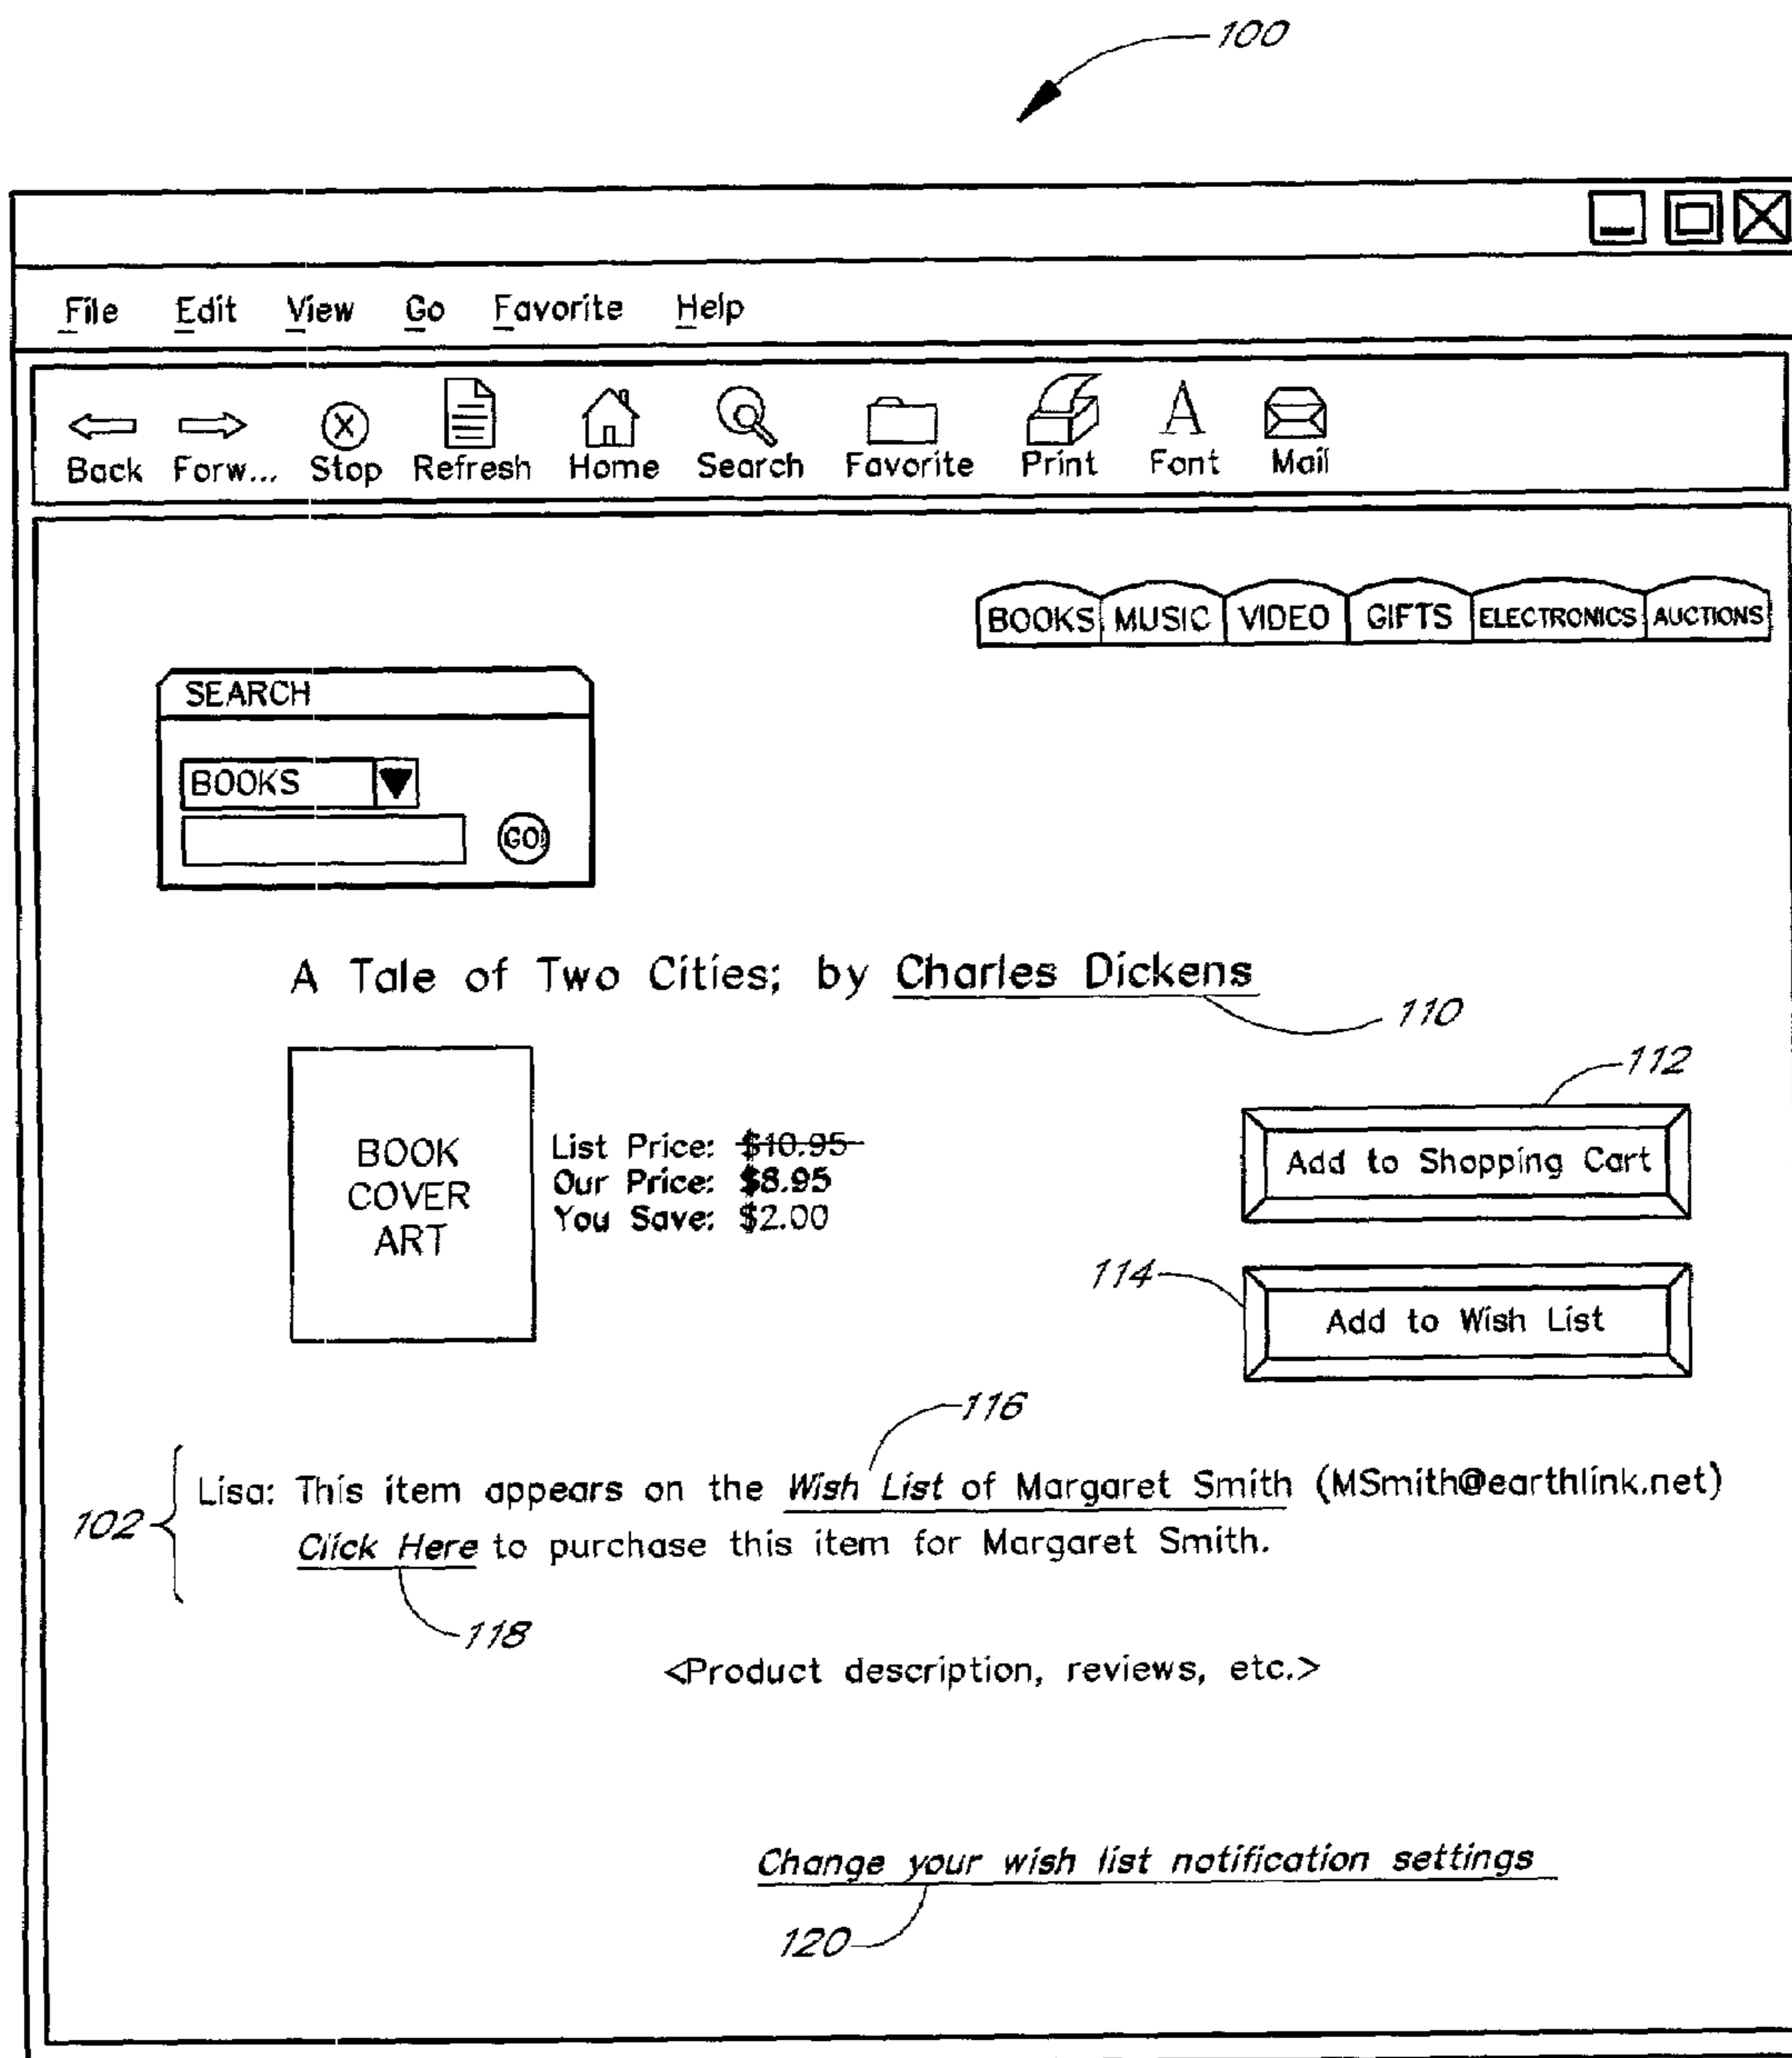 100
File Edit View Go Favorite Help
Back Forw... Stop Refresh Home Search Favorite Print Font Mail
BOOKS MUSIC VIDEO GIFTS ELECTRONICS AUCTIONS
SEARCH
BOOKS
GO!
A Tale of Two Cities; by Charles Dickens
110
112
BOOK
COVER
ART
List Price: $10.95
Our Price: $8.95
You Save: $2.00
Add to Shopping Cart
114
Add to Wish List
116
102
Lisa: This item appears on the Wish List of Margaret Smith (MSmith@earthlink.net)
Click Here to purchase this item for Margaret Smith.
118
<Product description, reviews, etc.>
Change your wish list notification settings
120